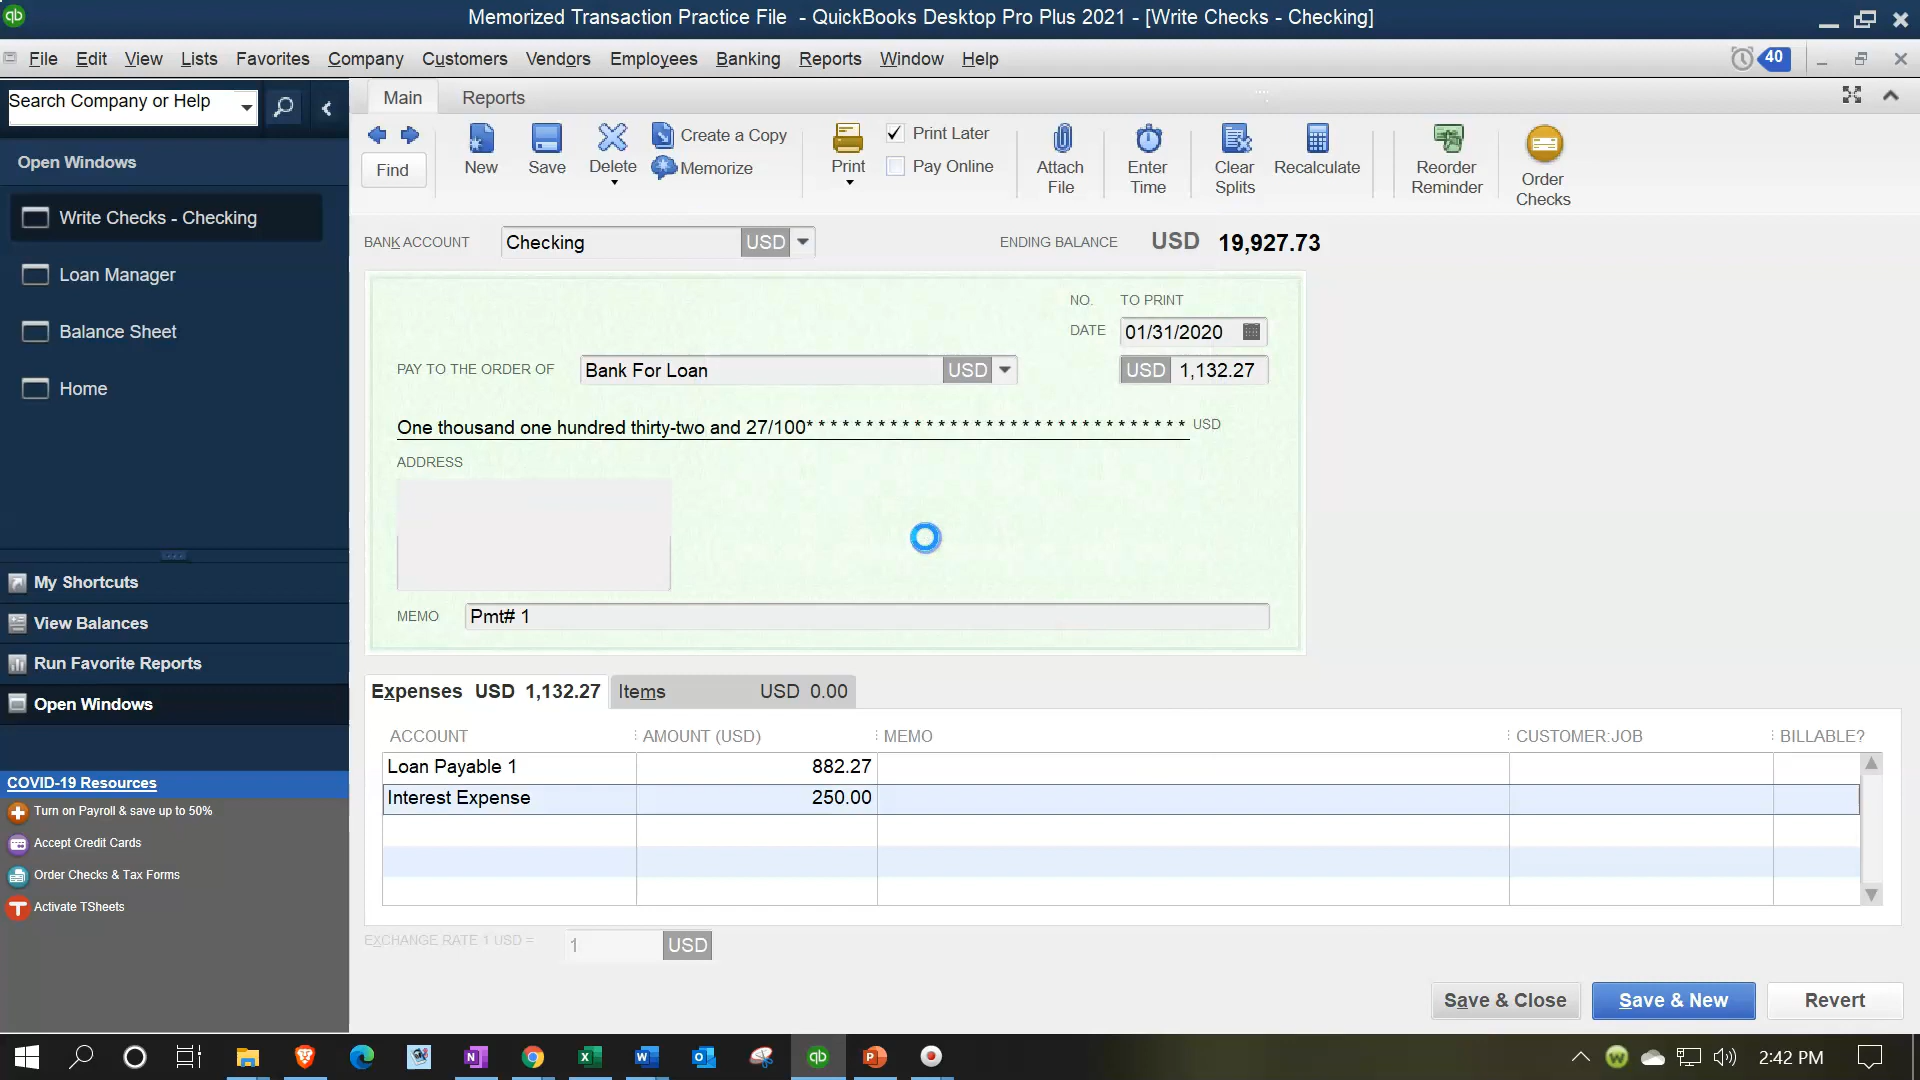 qb Memorized Transaction Practice File - QuickBooks Desktop Pro Plus 2021 - [Write Checks - Checking]
File Edit View Lists Favorites Company Customers Vendors Employees Banking Reports Window Help 40
Search Company or Help
Open Windows
Write Checks - Checking
Loan Manager
Balance Sheet
Home
My Shortcuts
View Balances
Run Favorite Reports
Open Windows
COVID-19 Resources
Turn on Payroll & save up to 50%
Accept Credit Cards
Order Checks & Tax Forms
Activate TSheets
Main Reports
Find
New
Save
Delete
Create a Copy
Memorize
Print
Print Later
Pay Online
Attach
File
Enter
Time
Clear
Splits
Recalculate
Reorder
Reminder
Order
Checks
BANK ACCOUNT Checking USD ENDING BALANCE USD 19,927.73
NO. TO PRINT
DATE 01/31/2020
PAY TO THE ORDER OF Bank For Loan USD USD 1,132.27
One thousand one hundred thirty-two and 27/100* * * * * * * * * * * * * * * * * * * * * * * * * * * * * * * * USD
ADDRESS
MEMO Pmt# 1
Expenses USD 1,132.27 Items USD 0.00
ACCOUNT AMOUNT (USD) MEMO CUSTOMER:JOB BILLABLE?
Loan Payable 1 882.27
Interest Expense 250.00
EXCHANGE RATE 1 USD = 1 USD
Save & Close Save & New Revert
2:42 PM